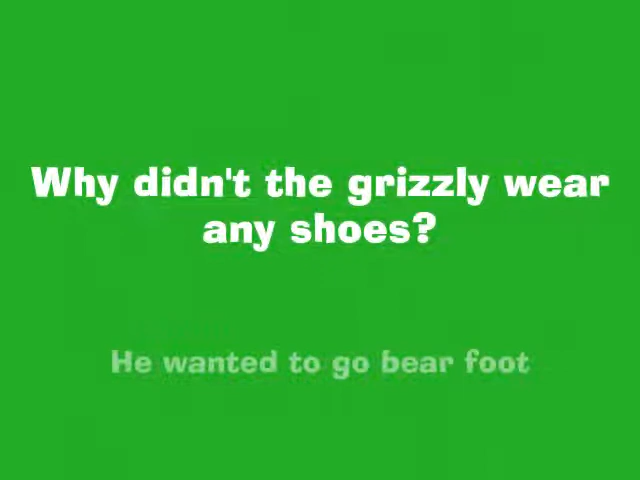 Why didn't the grizzly wear
any shoes?
He wanted to go bear foot